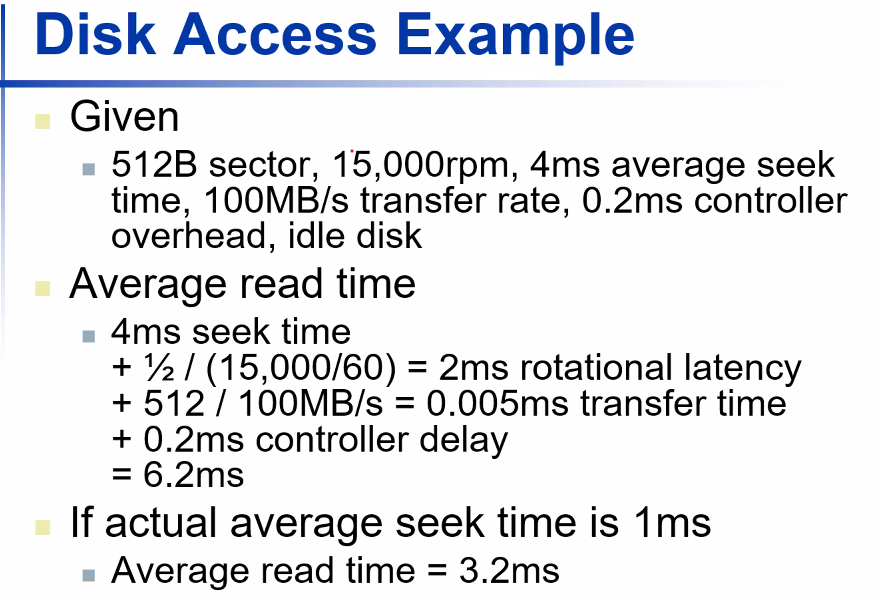 Disk Access Example
Given
512B sector, 15,000rpm, 4ms average seek
time, 100MB/s transfer rate, 0.2ms controller
overhead, idle disk
Average read time
4ms seek time
+ ½ / (15,000/60) = 2ms rotational latency
+ 512 / 100MB/s = 0.005ms transfer time
+ 0.2ms controller delay
= 6.2ms
If actual average seek time is 1ms
Average read time = 3.2ms